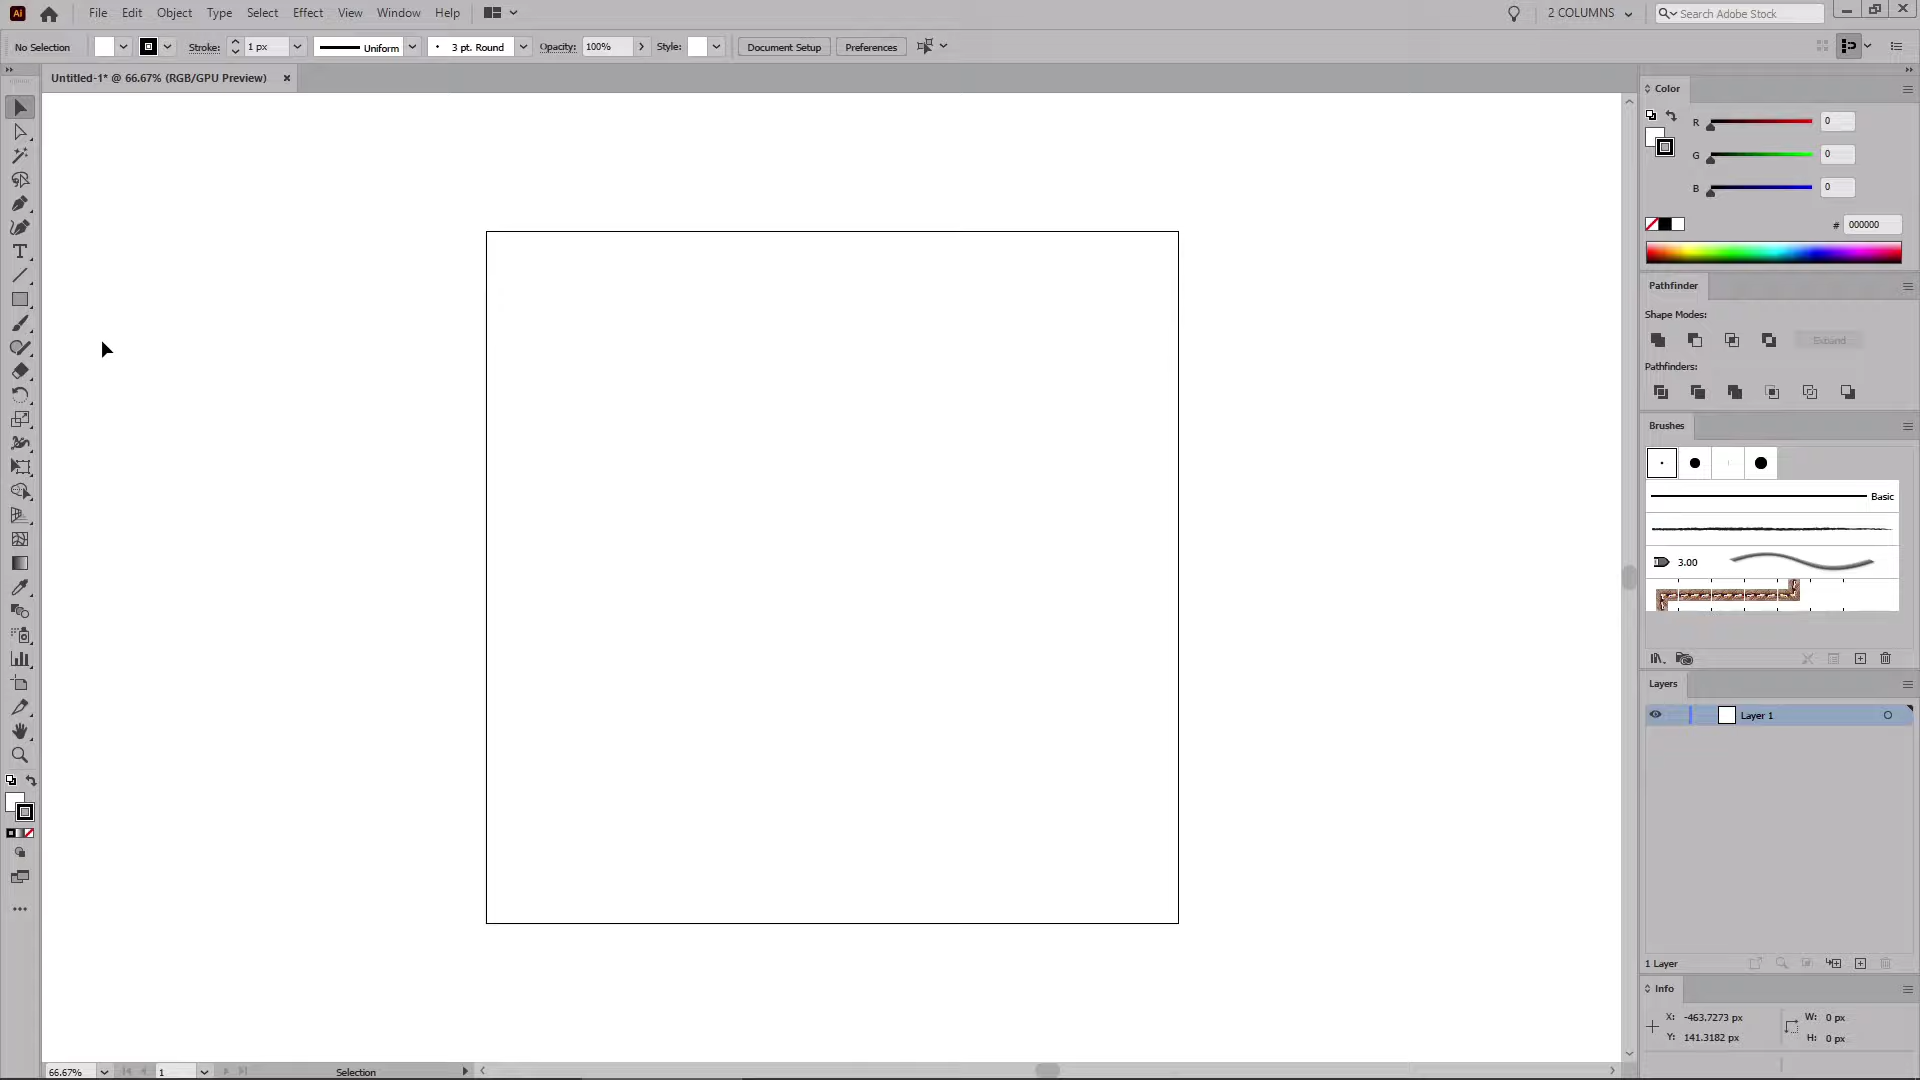 Ai File Edit Object Type Select Effect View Window Help 2 COLUMNS Search Adobe Stock
No Selection Stroke: 1 px Uniform 3 pt. Round Opacity: 100% Style: Document Setup Preferences
Untitled-1* @ 66.67% (RGB/GPU Preview)
Color
R 0
G 0
B 0
# 000000
Pathfinder
Shape Modes:
Expand
Pathfinders:
Brushes
Basic
3.00
Layers
Layer 1
1 Layer
Info
X: -463.7273 px W: 0 px
Y: 141.3182 px H: 0 px
66.67% 1 Selection